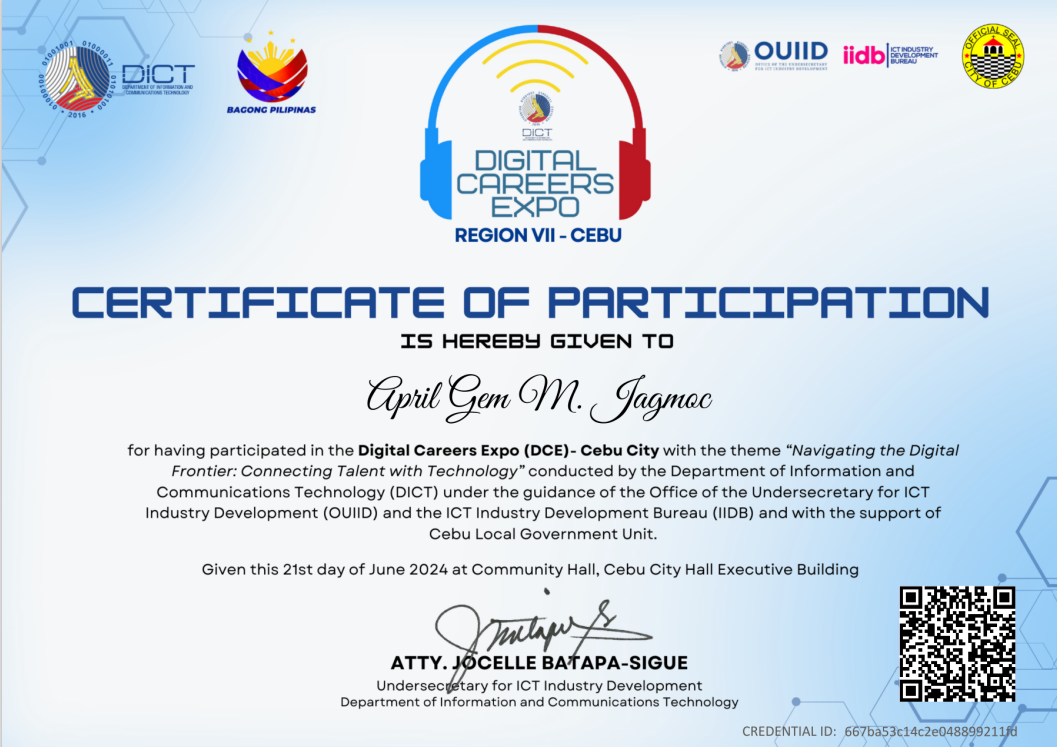 DICT
DEPARTMENT OF INFORMATION AND
COMMUNICATIONS TECHNOLOGY
2016
BAGONG PILIPINAS
OUIID
OFFICE OF THE UNDERSECRETARY
FOR ICT INDUSTRY DEVELOPMENT
iidb
ICT INDUSTRY
DEVELOPMENT
BUREAU
OFFICIAL SEAL
CITY OF CEBU
DICT
DIGITAL
CAREERS
EXPO
REGION VII - CEBU
CERTIFICATE OF PARTICIPATION
IS HEREBY GIVEN TO
April Gem M. Jagmoc
for having participated in the Digital Careers Expo (DCE)- Cebu City with the theme “Navigating the Digital
Frontier: Connecting Talent with Technology” conducted by the Department of Information and
Communications Technology (DICT) under the guidance of the Office of the Undersecretary for ICT
Industry Development (OUIID) and the ICT Industry Development Bureau (IIDB) and with the support of
Cebu Local Government Unit.
Given this 21st day of June 2024 at Community Hall, Cebu City Hall Executive Building
ATTY. JOCELLE BATAPA-SIGUE
Undersecretary for ICT Industry Development
Department of Information and Communications Technology
CREDENTIAL ID: 667ba53c14c2e048899211fd